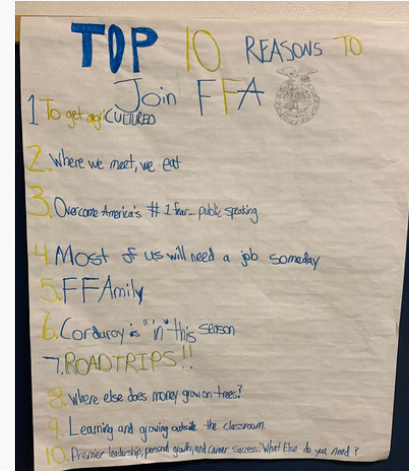 TOP 10 REASONS TO
Join FFA
1 To get agriCULTURED
2. Where we meet, we eat
3. Overcome America's #1 fear... public speaking
4. Most of us will need a job someday
5. FFAmily
6. Corduroy is "in" this season
7. ROADTRIPS!!
8. Where else does money grow on trees?
9. Learning and growing outside the classroom
10. Premier leadership, personal growth, and career success. What Else do you need?